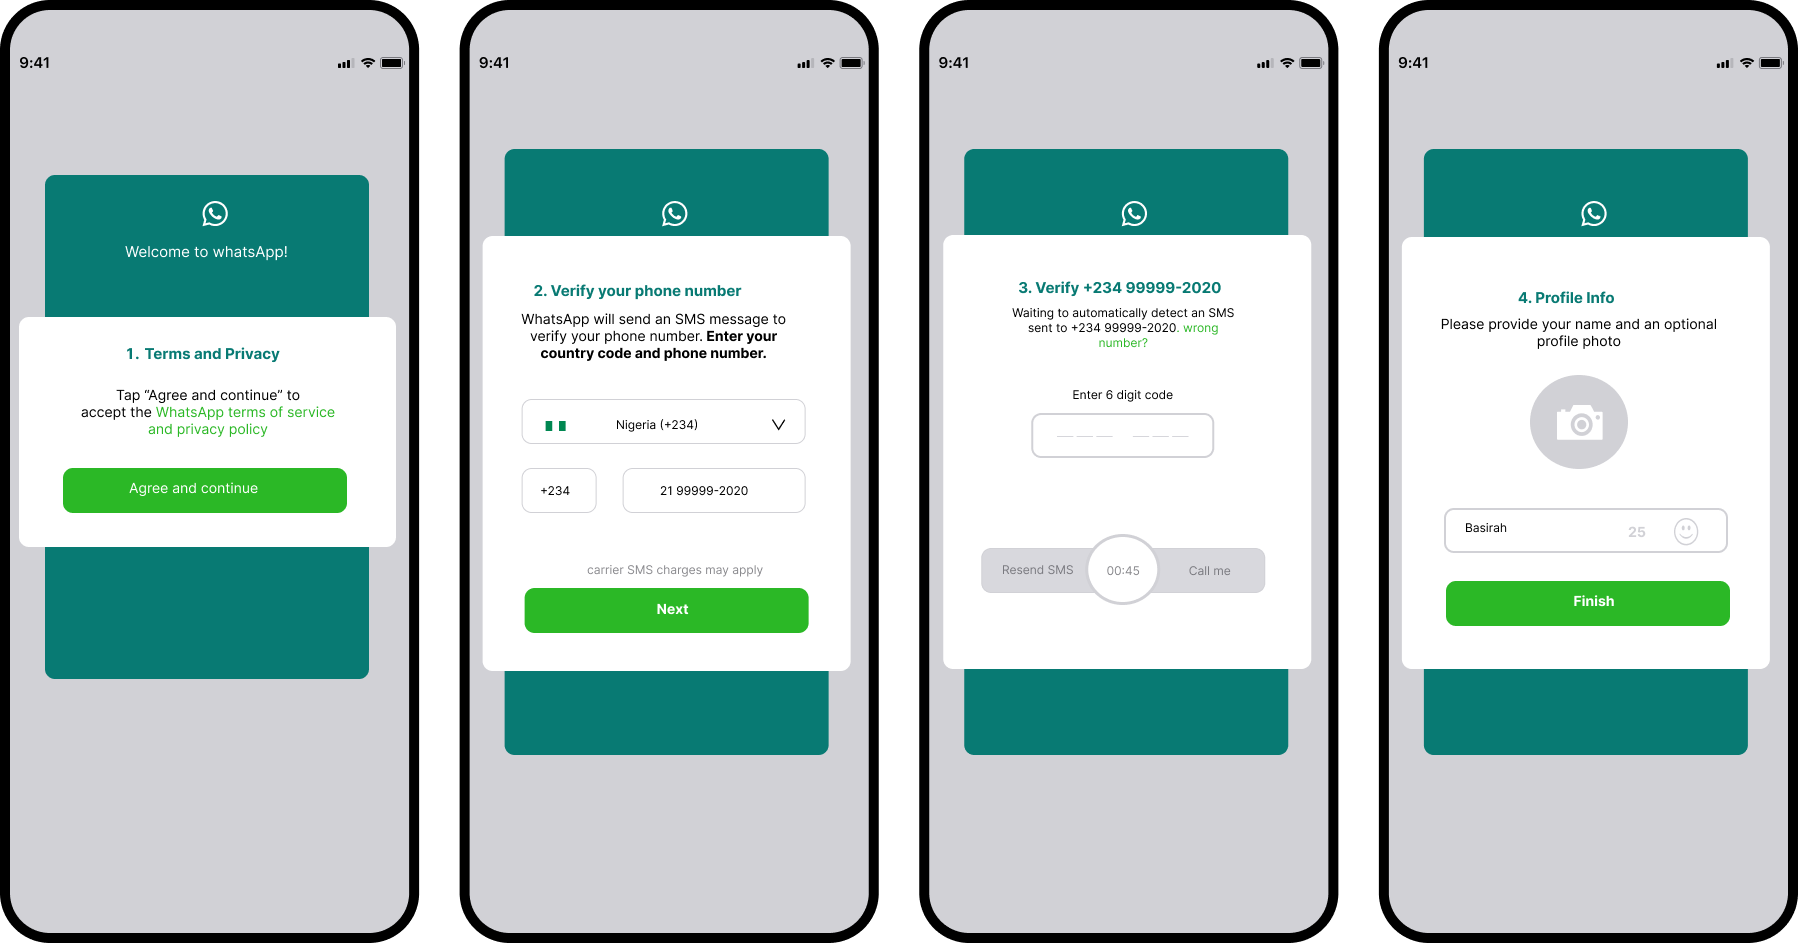 9:41
Welcome to whatsApp!
1. Terms and Privacy
Tap “Agree and continue” to
accept the WhatsApp terms of service
and privacy policy
Agree and continue
9:41
2. Verify your phone number
WhatsApp will send an SMS message to
verify your phone number. Enter your
country code and phone number.
Nigeria (+234)
+234
21 99999-2020
carrier SMS charges may apply
Next
9:41
3. Verify +234 99999-2020
Waiting to automatically detect an SMS
sent to +234 99999-2020. wrong
number?
Enter 6 digit code
Resend SMS
00:45
Call me
9:41
4. Profile Info
Please provide your name and an optional
profile photo
Basirah
25
Finish